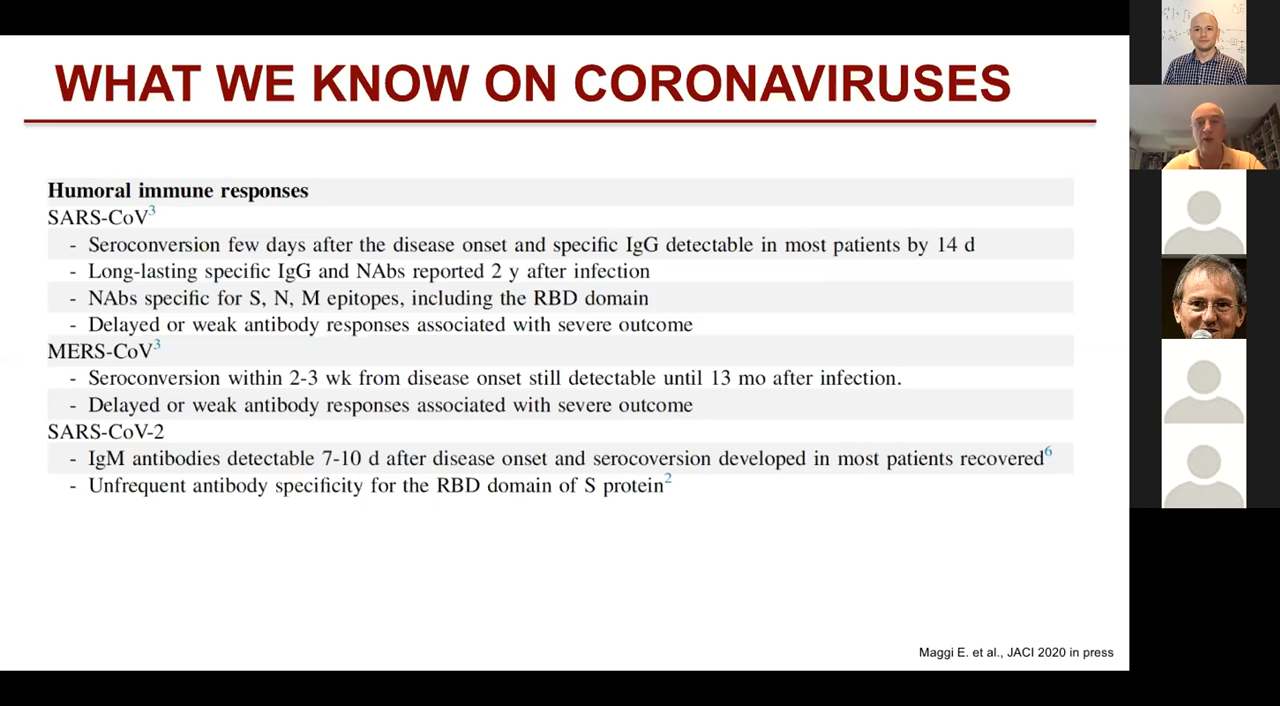 WHAT WE KNOW ON CORONAVIRUSES
Humoral immune responses
SARS-CoV3
- Seroconversion few days after the disease onset and specific IgG detectable in most patients by 14 d
- Long-lasting specific IgG and NAbs reported 2 y after infection
- NAbs specific for S, N, M epitopes, including the RBD domain
- Delayed or weak antibody responses associated with severe outcome
MERS-CoV3
- Seroconversion within 2-3 wk from disease onset still detectable until 13 mo after infection.
- Delayed or weak antibody responses associated with severe outcome
SARS-CoV-2
- IgM antibodies detectable 7-10 d after disease onset and serocoversion developed in most patients recovered6
- Unfrequent antibody specificity for the RBD domain of S protein2
Maggi E. et al., JACI 2020 in press